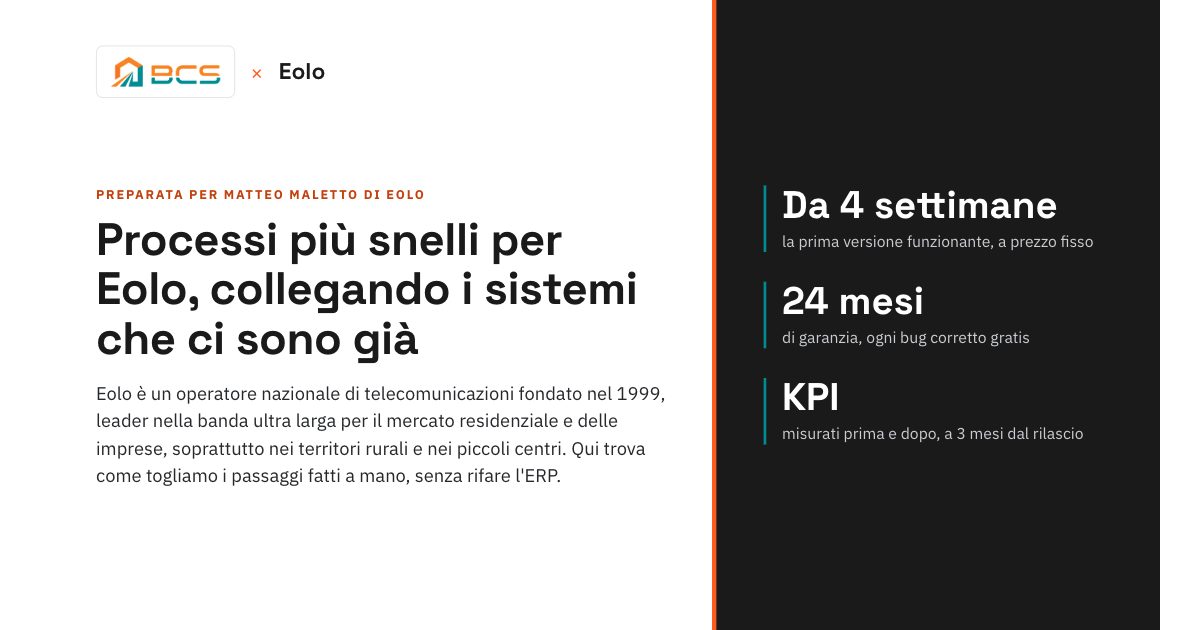 BCS × Eolo
PREPARATA PER MATTEO MALETTO DI EOLO
Processi più snelli per
Eolo, collegando i sistemi
che ci sono già
Eolo è un operatore nazionale di telecomunicazioni fondato nel 1999,
leader nella banda ultra larga per il mercato residenziale e delle
imprese, soprattutto nei territori rurali e nei piccoli centri. Qui trova
come togliamo i passaggi fatti a mano, senza rifare l'ERP.
Da 4 settimane
la prima versione funzionante, a prezzo fisso
24 mesi
di garanzia, ogni bug corretto gratis
KPI
misurati prima e dopo, a 3 mesi dal rilascio